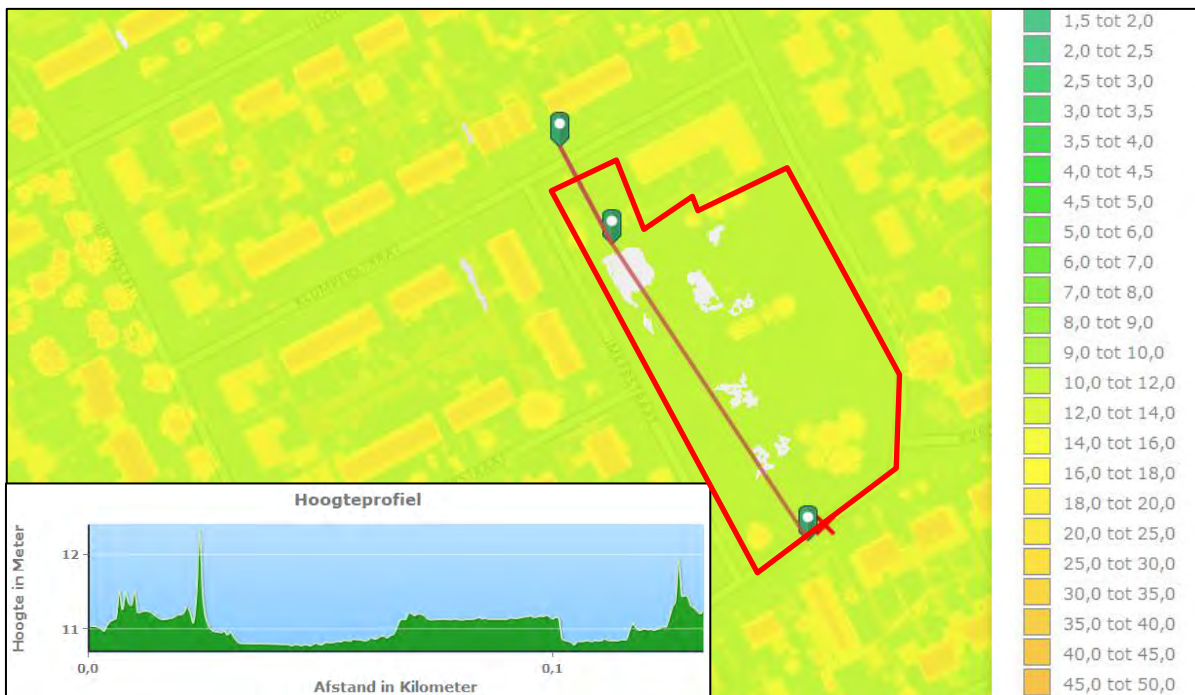 1,5 tot 2,0
2,0 tot 2,5
2,5 tot 3,0
3,0 tot 3,5
3,5 tot 4,0
4,0 tot 4,5
4,5 tot 5,0
5,0 tot 6,0
6,0 tot 7,0
7,0 tot 8,0
8,0 tot 9,0
9,0 tot 10,0
10,0 tot 12,0
12,0 tot 14,0
14,0 tot 16,0
16,0 tot 18,0
18,0 tot 20,0
20,0 tot 25,0
25,0 tot 30,0
30,0 tot 35,0
35,0 tot 40,0
40,0 tot 45,0
45,0 tot 50,0
Hoogteprofiel
Hoogte in Meter
12
11
0,0
0,1
Afstand in Kilometer